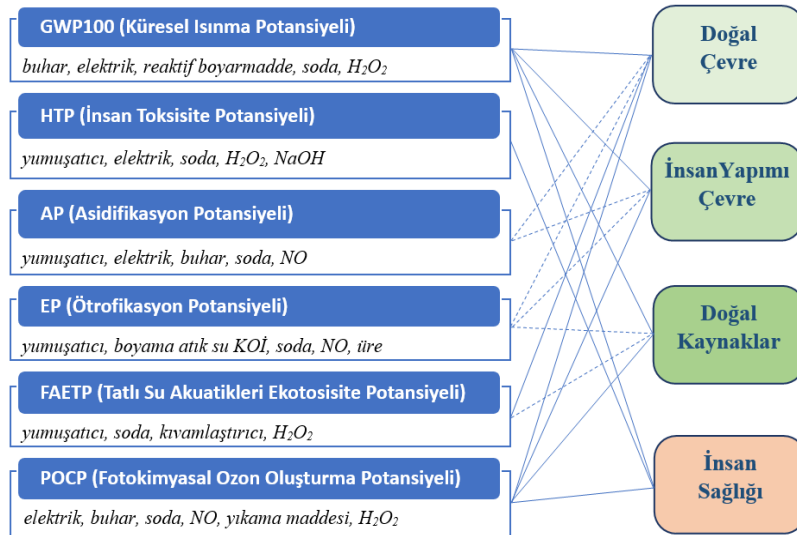 GWP100 (Küresel Isınma Potansiyeli)
buhar, elektrik, reaktif boyarmadde, soda, H₂O₂
HTP (İnsan Toksisite Potansiyeli)
yumuşatıcı, elektrik, soda, H₂O₂, NaOH
AP (Asidifikasyon Potansiyeli)
yumuşatıcı, elektrik, buhar, soda, NO
EP (Ötrofikasyon Potansiyeli)
yumuşatıcı, boyama atık su KOİ, soda, NO, üre
FAETP (Tatlı Su Akuatikleri Ekotosisite Potansiyeli)
yumuşatıcı, soda, kıvamlaştırıcı, H₂O₂
POCP (Fotokimyasal Ozon Oluşturma Potansiyeli)
elektrik, buhar, soda, NO, yıkama maddesi, H₂O₂
Doğal
Çevre
İnsanYapımı
Çevre
Doğal
Kaynaklar
İnsan
Sağlığı